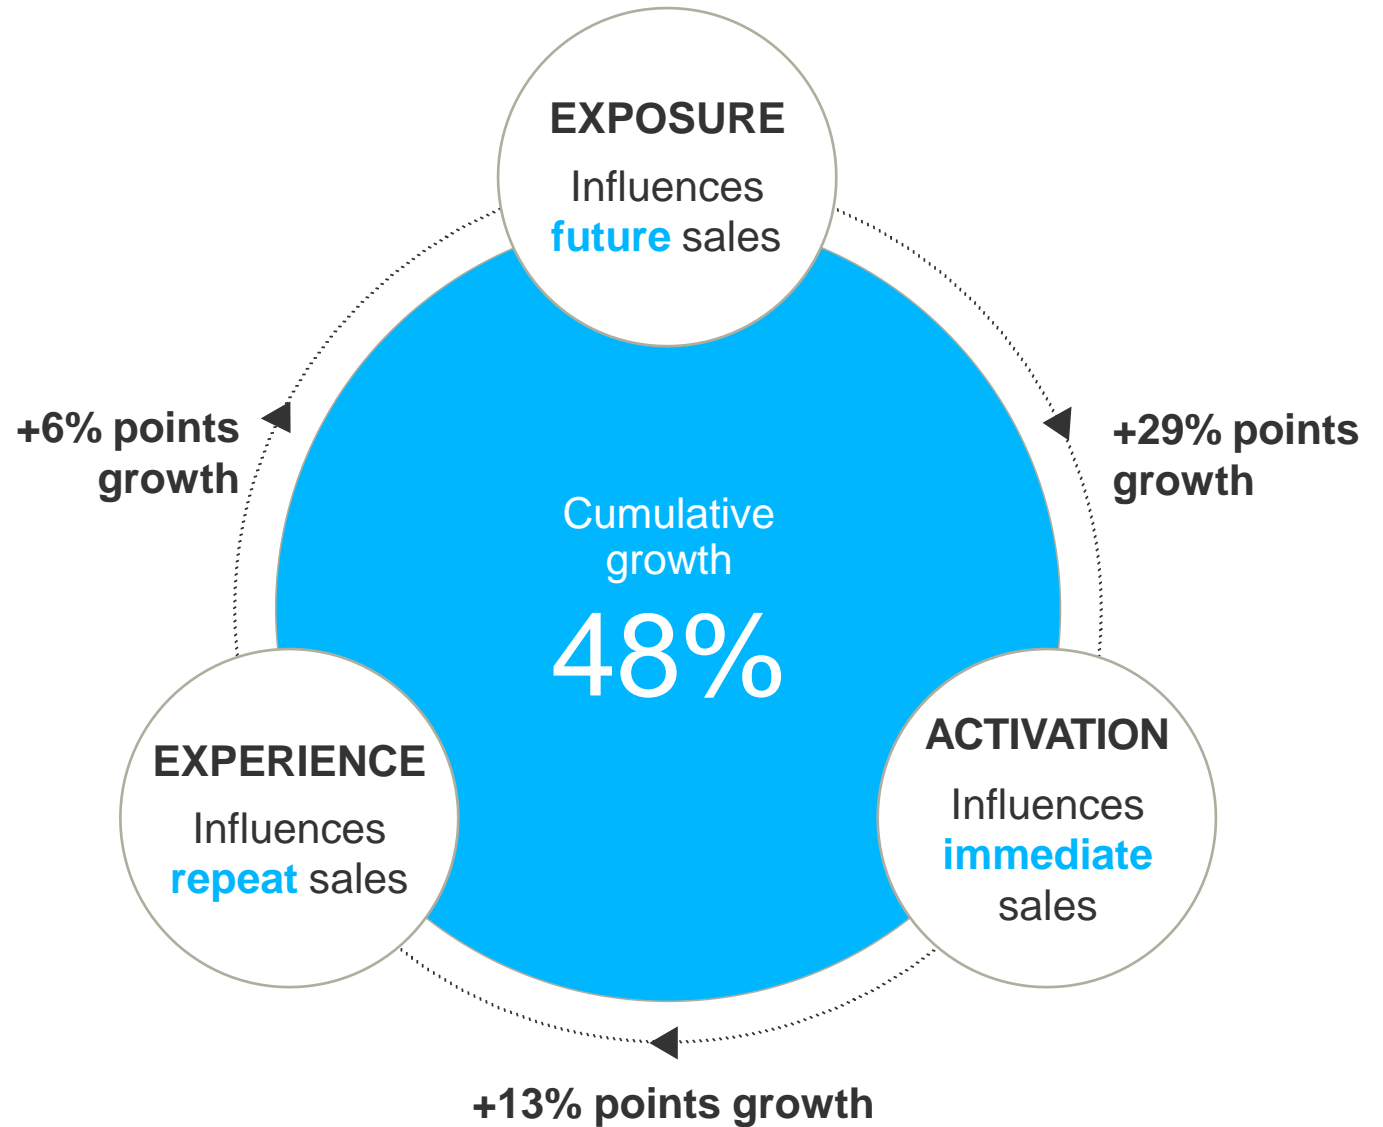 EXPOSURE
Influences
future sales
+6% points
growth
+29% points
growth
Cumulative
growth
48%
EXPERIENCE
Influences
repeat sales
ACTIVATION
Influences
immediate
sales
+13% points growth